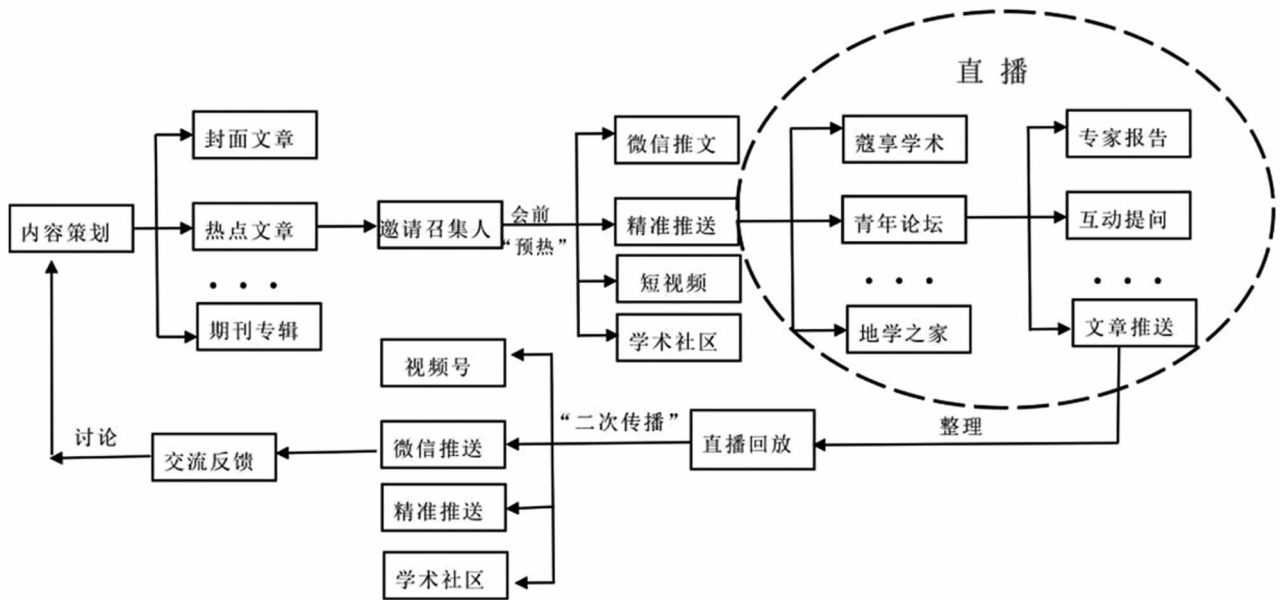 直播
封面文章
微信推文
蔻享学术
专家报告
内容策划
热点文章
邀请召集人
会前
“预热”
精准推送
青年论坛
互动提问
· · ·
短视频
· · ·
· · ·
期刊专辑
学术社区
地学之家
文章推送
视频号
讨论
交流反馈
微信推送
“二次传播”
直播回放
整理
精准推送
学术社区